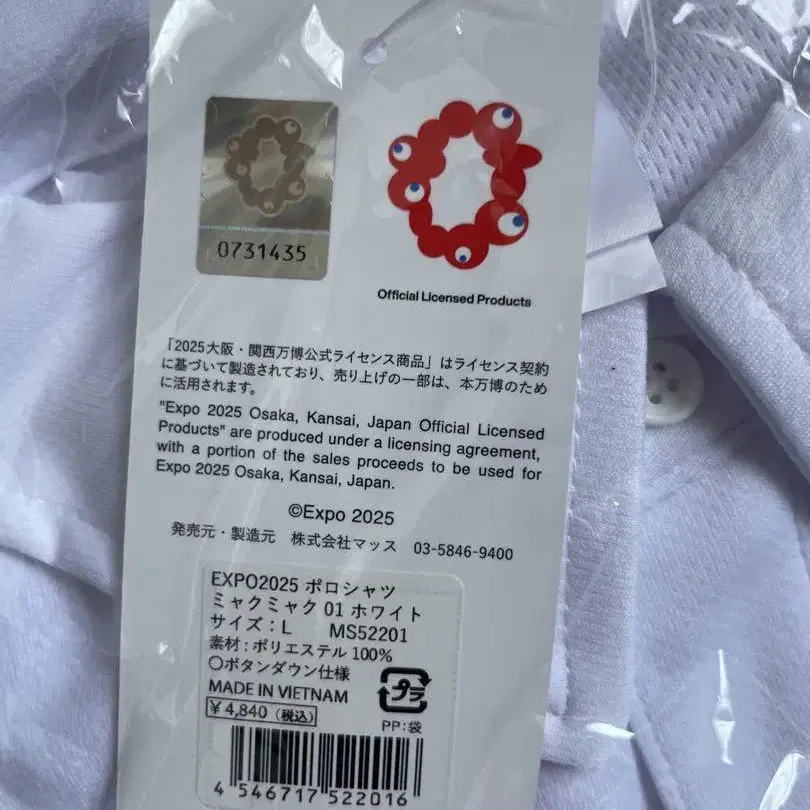 0731435
Official Licensed Products
「2025大阪・関西万博公式ライセンス商品」はライセンス契約
に基づいて製造されており、売り上げの一部は、本万博のため
に活用されます。
"Expo 2025 Osaka, Kansai, Japan Official Licensed
Products" are produced under a licensing agreement,
with a portion of the sales proceeds to be used for
Expo 2025 Osaka, Kansai, Japan.
©Expo 2025
発売元・製造元 株式会社マッス 03-5846-9400
EXPO2025 ポロシャツ
ミャクミャク 01 ホワイト
サイズ：L MS52201
素材：ポリエステル 100%
○ボタンダウン仕様
MADE IN VIETNAM
プラ
¥4,840（税込）
PP：袋
4 546717 522016